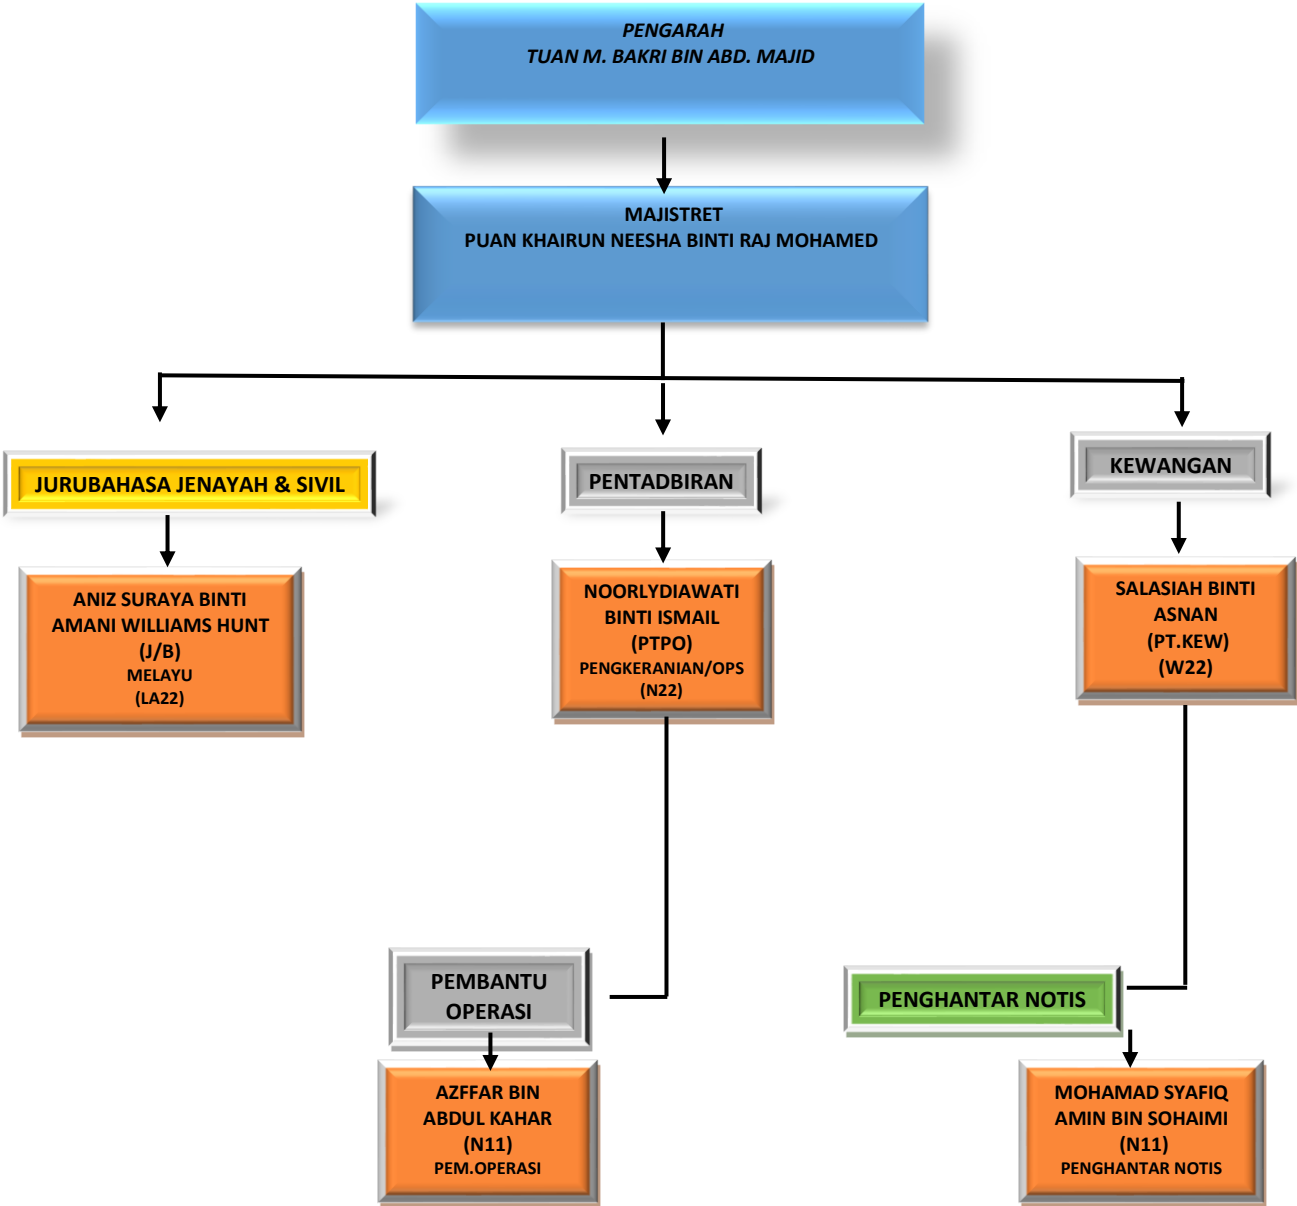 PENGARAH
TUAN M. BAKRI BIN ABD. MAJID
MAJISTRET
PUAN KHAIRUN NEESHA BINTI RAJ MOHAMED
JURUBAHASA JENAYAH & SIVIL
PENTADBIRAN
KEWANGAN
ANIZ SURAYA BINTI
AMANI WILLIAMS HUNT
(J/B)
MELAYU
(LA22)
NOORLYDIAWATI
BINTI ISMAIL
(PTPO)
PENGKERANIAN/OPS
(N22)
SALASIAH BINTI
ASNAN
(PT.KEW)
(W22)
PEMBANTU
OPERASI
PENGHANTAR NOTIS
AZFFAR BIN
ABDUL KAHAR
(N11)
PEM.OPERASI
MOHAMAD SYAFIQ
AMIN BIN SOHAIMI
(N11)
PENGHANTAR NOTIS